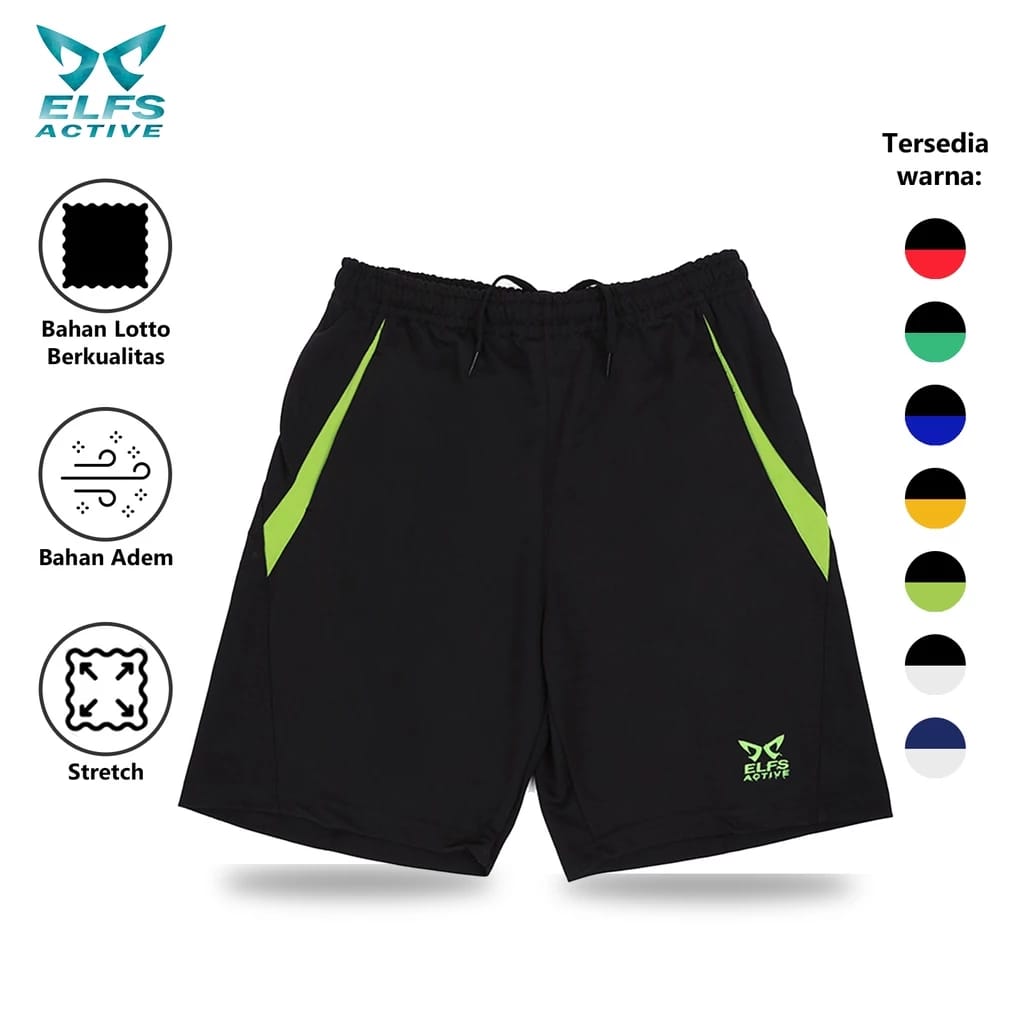 ELFS
ACTIVE
Tersedia
warna:
Bahan Lotto
Berkualitas
Bahan Adem
Stretch
ELFS
ACTIVE